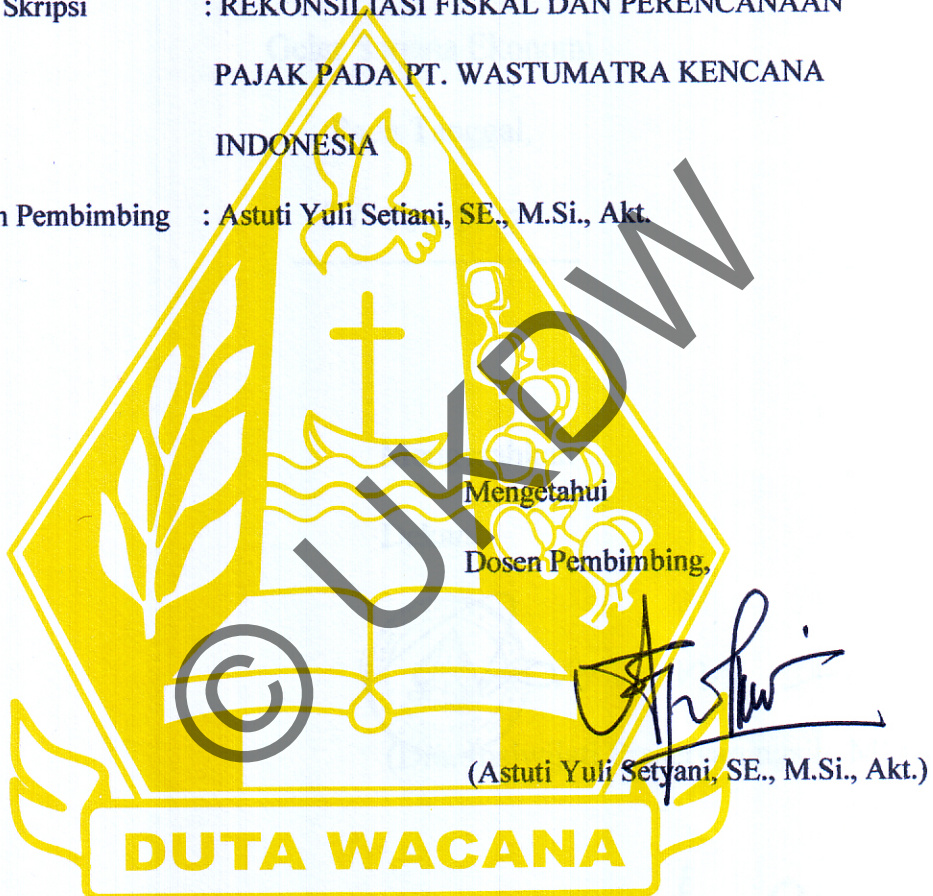 Skripsi : REKONSILIASI FISKAL DAN PERENCANAAN
PAJAK PADA PT. WASTUMATRA KENCANA
INDONESIA
Pembimbing : Astuti Yuli Setiani, SE., M.Si., Akt.
Mengetahui
Dosen Pembimbing,
(Astuti Yuli Setyani, SE., M.Si., Akt.)
© UKDW
DUTA WACANA